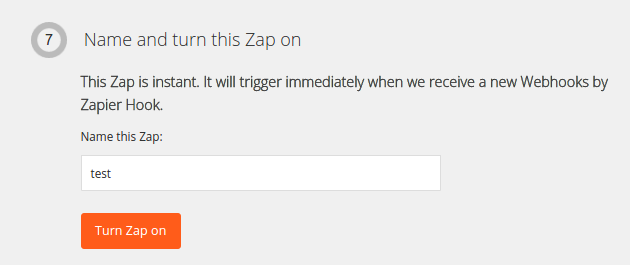 7 Name and turn this Zap on
This Zap is instant. It will trigger immediately when we receive a new Webhooks by
Zapier Hook.
Name this Zap:
test
Turn Zap on